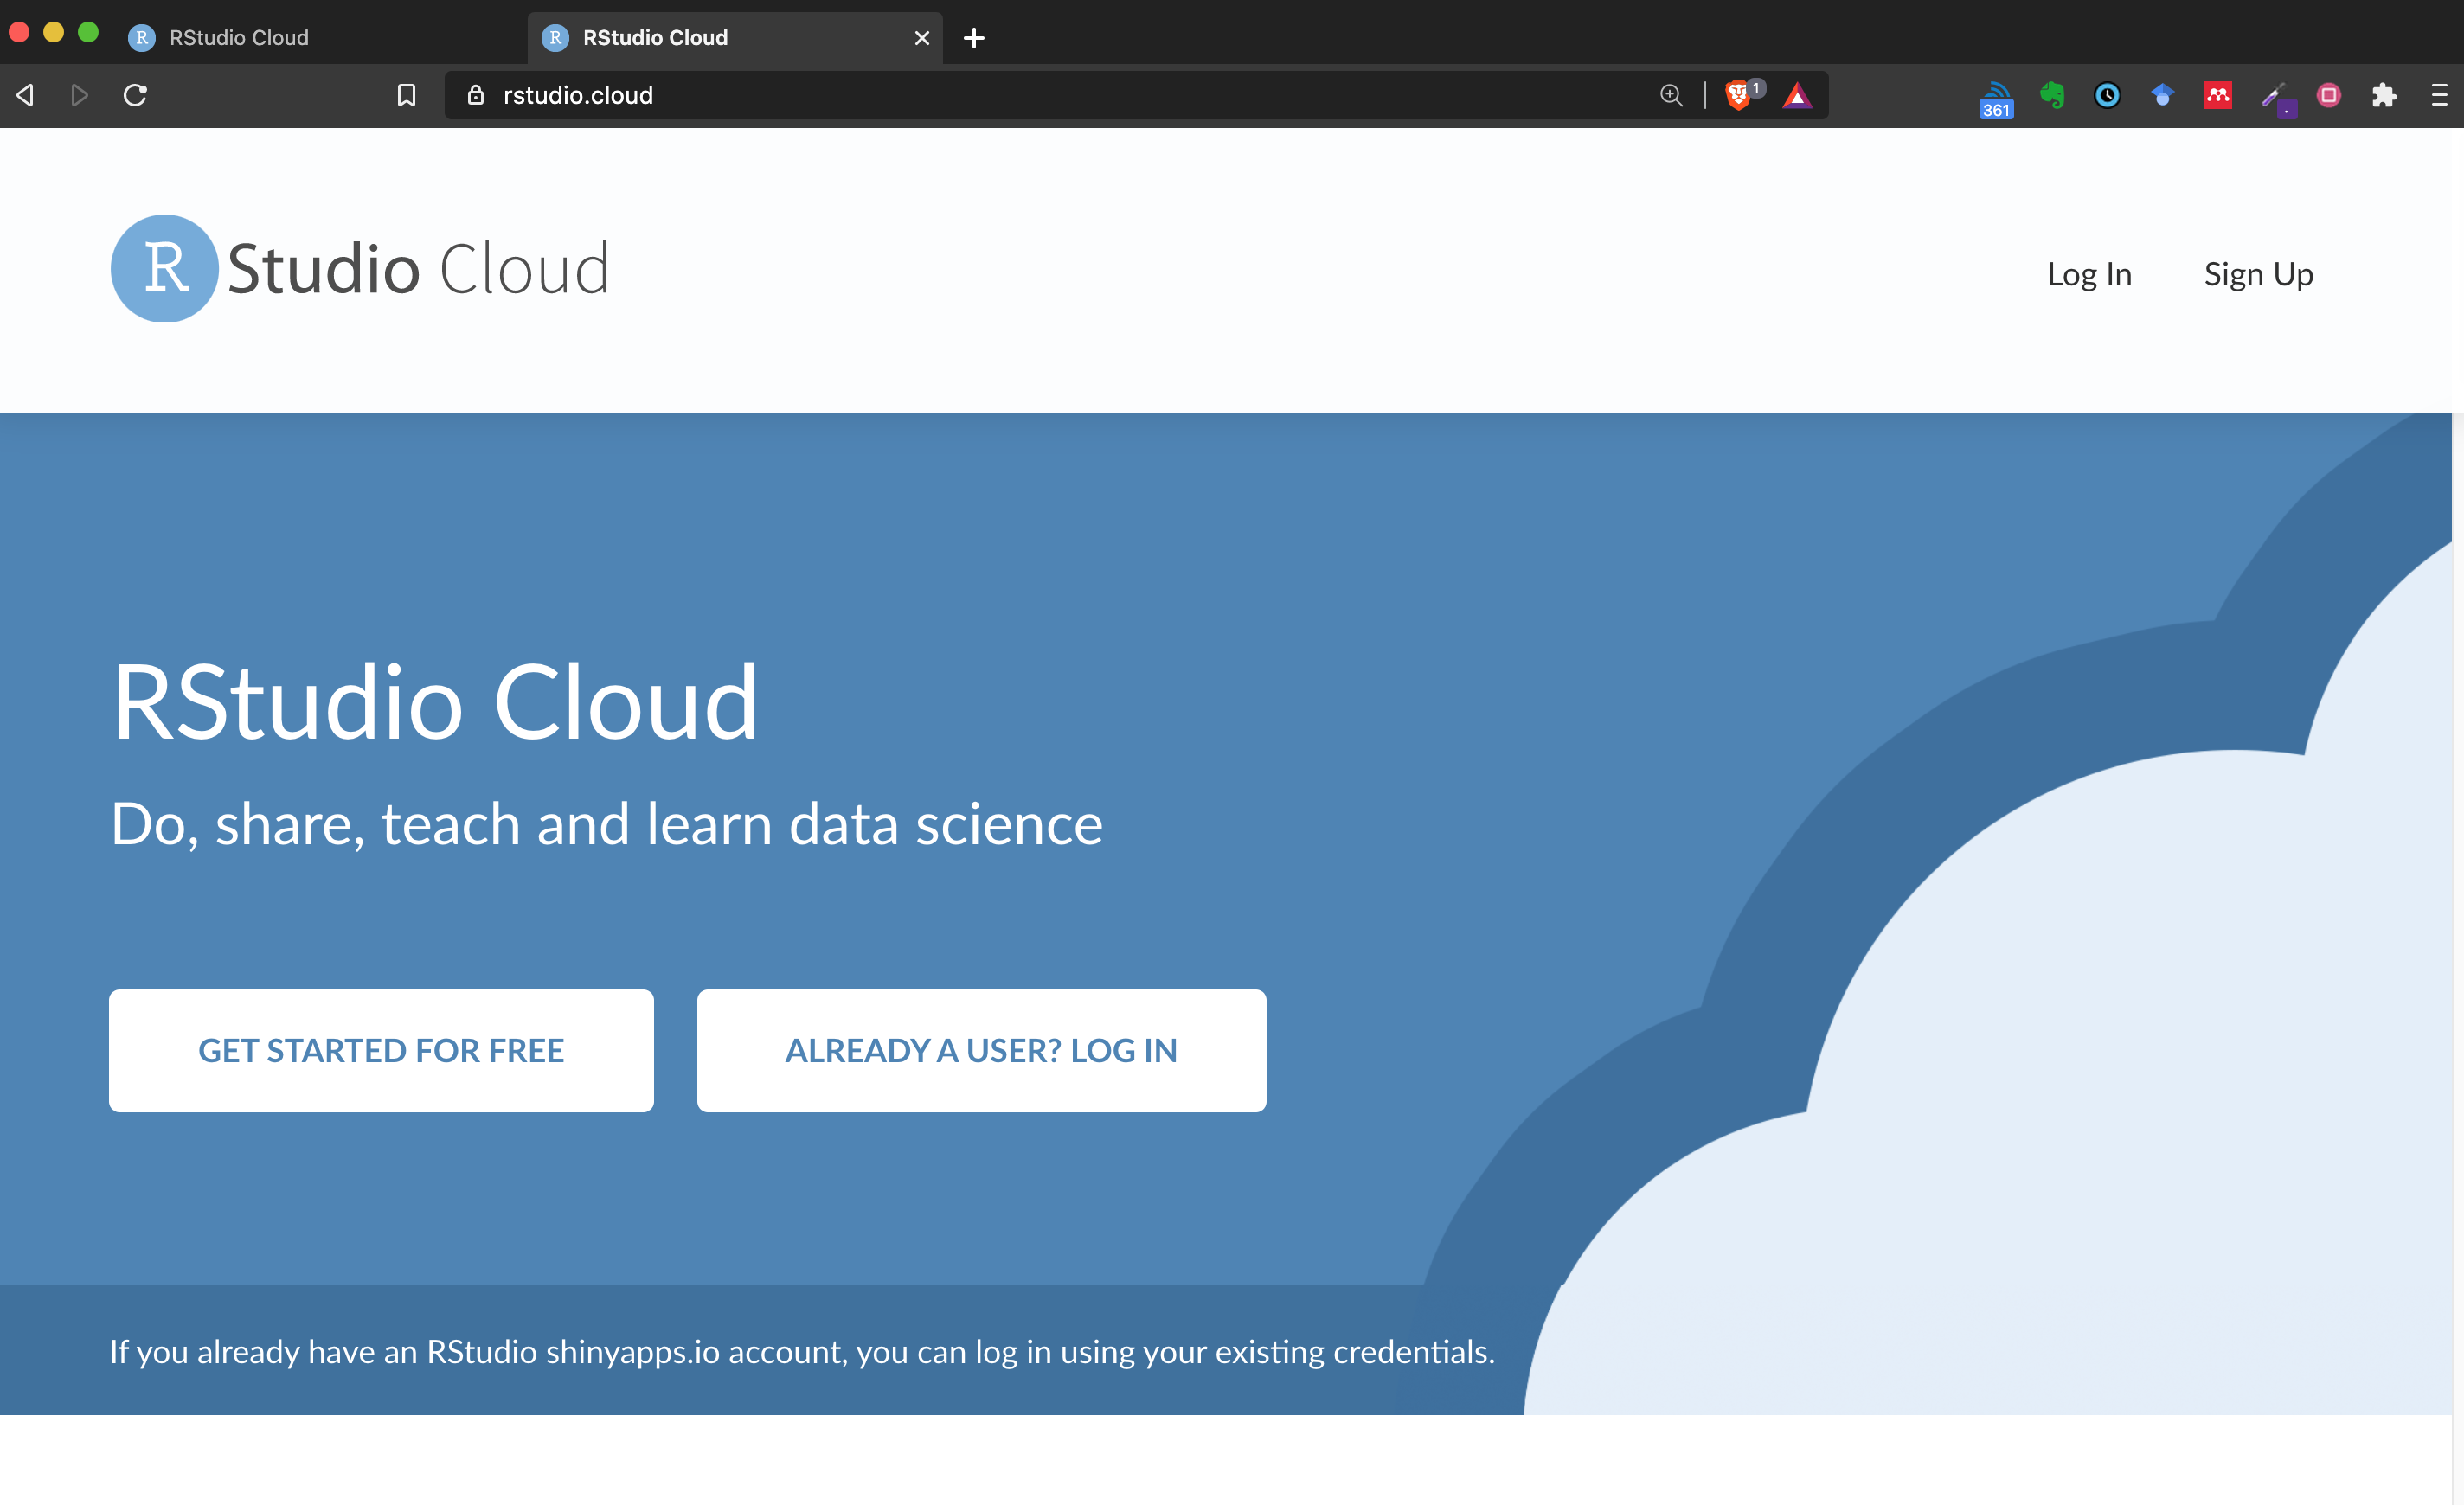 RStudio Cloud
RStudio Cloud
rstudio.cloud
1
361
RStudio Cloud
Log In
Sign Up
RStudio Cloud
Do, share, teach and learn data science
GET STARTED FOR FREE
ALREADY A USER? LOG IN
If you already have an RStudio shinyapps.io account, you can log in using your existing credentials.